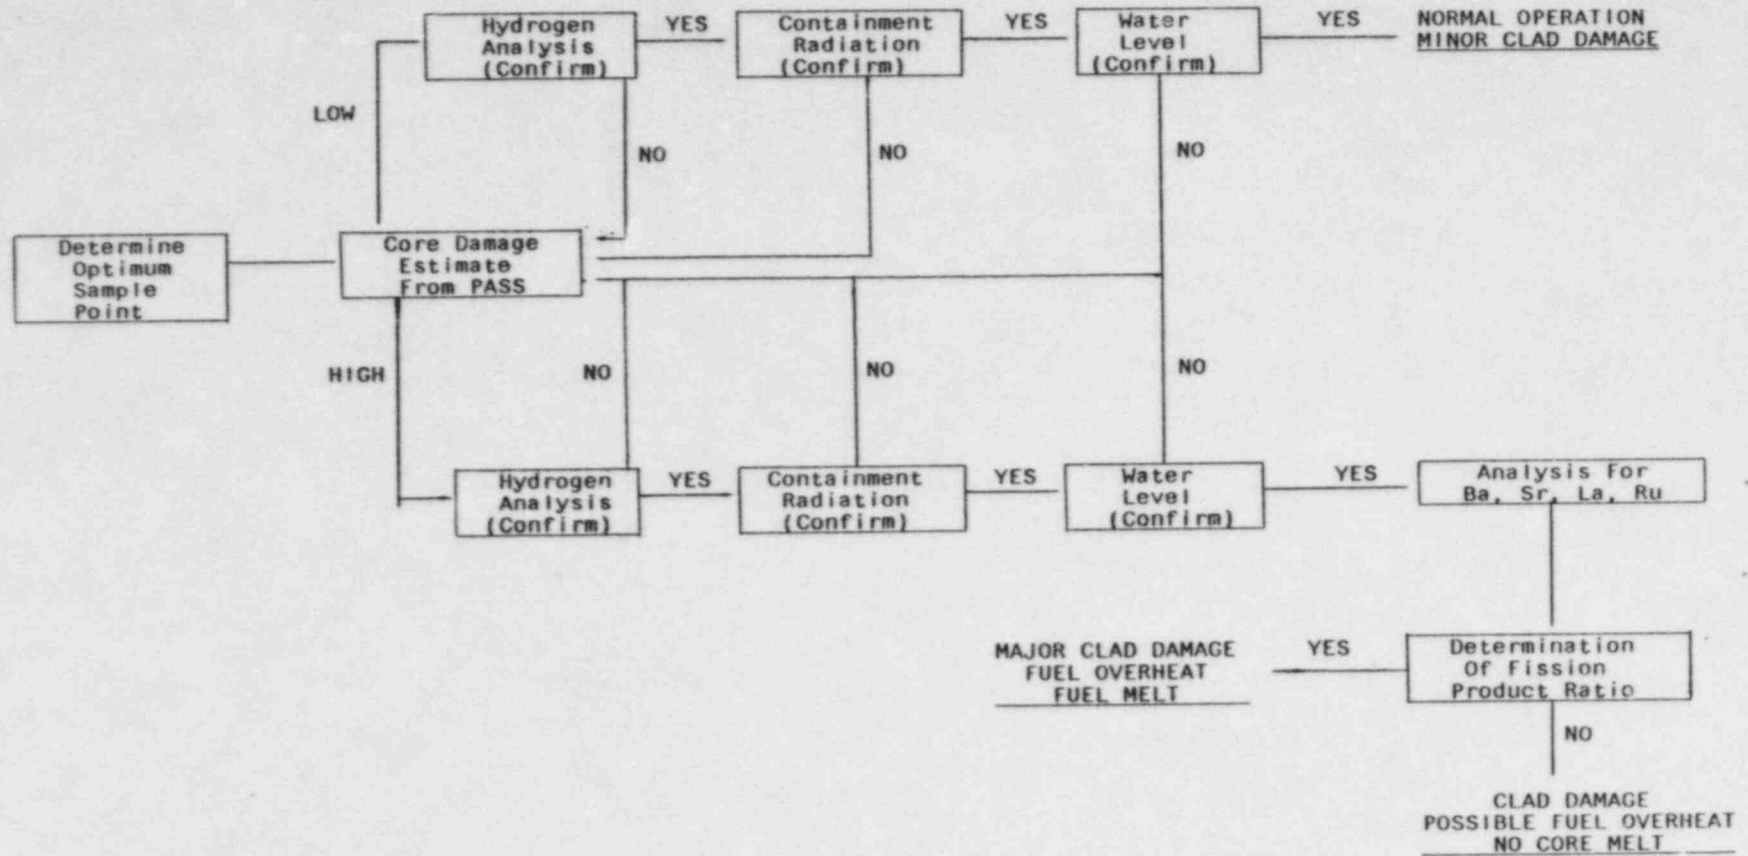 Hydrogen
Analysis
(Confirm)
YES
Containment
Radiation
(Confirm)
YES
Water
Level
(Confirm)
YES
NORMAL OPERATION
MINOR CLAD DAMAGE
LOW
NO
NO
NO
Determine
Optimum
Sample
Point
Core Damage
Estimate
From PASS
HIGH
NO
NO
NO
Hydrogen
Analysis
(Confirm)
YES
Containment
Radiation
(Confirm)
YES
Water
Level
(Confirm)
YES
Analysis For
Ba, Sr, La, Ru
MAJOR CLAD DAMAGE
FUEL OVERHEAT
FUEL MELT
YES
Determination
Of Fission
Product Ratio
NO
CLAD DAMAGE
POSSIBLE FUEL OVERHEAT
NO CORE MELT